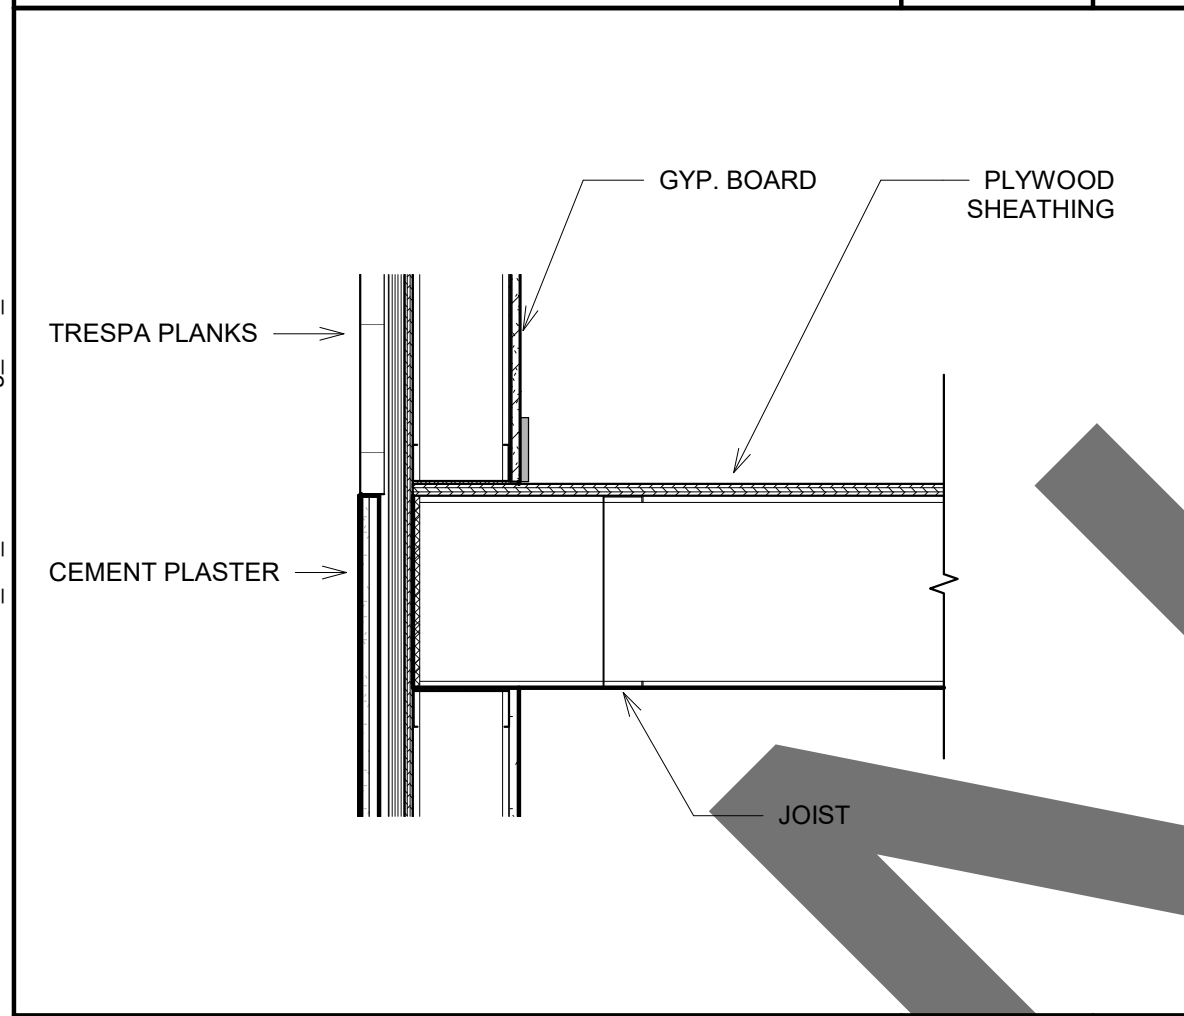 GYP. BOARD
PLYWOOD
SHEATHING
TRESPA PLANKS
CEMENT PLASTER
JOIST